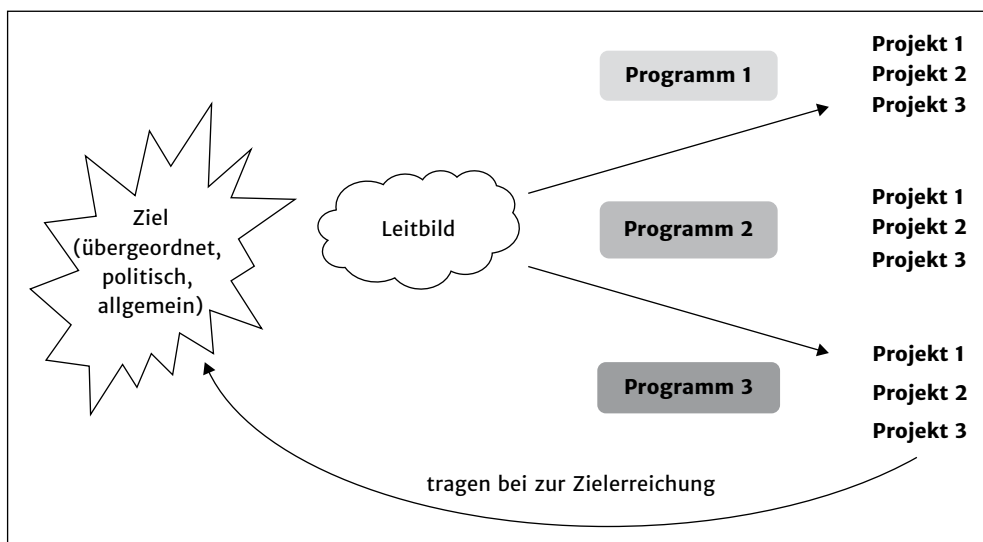 Ziel
(übergeordnet,
politisch,
allgemein)
Leitbild
Programm 1
Projekt 1
Projekt 2
Projekt 3
Programm 2
Projekt 1
Projekt 2
Projekt 3
Programm 3
Projekt 1
Projekt 2
Projekt 3
tragen bei zur Zielerreichung